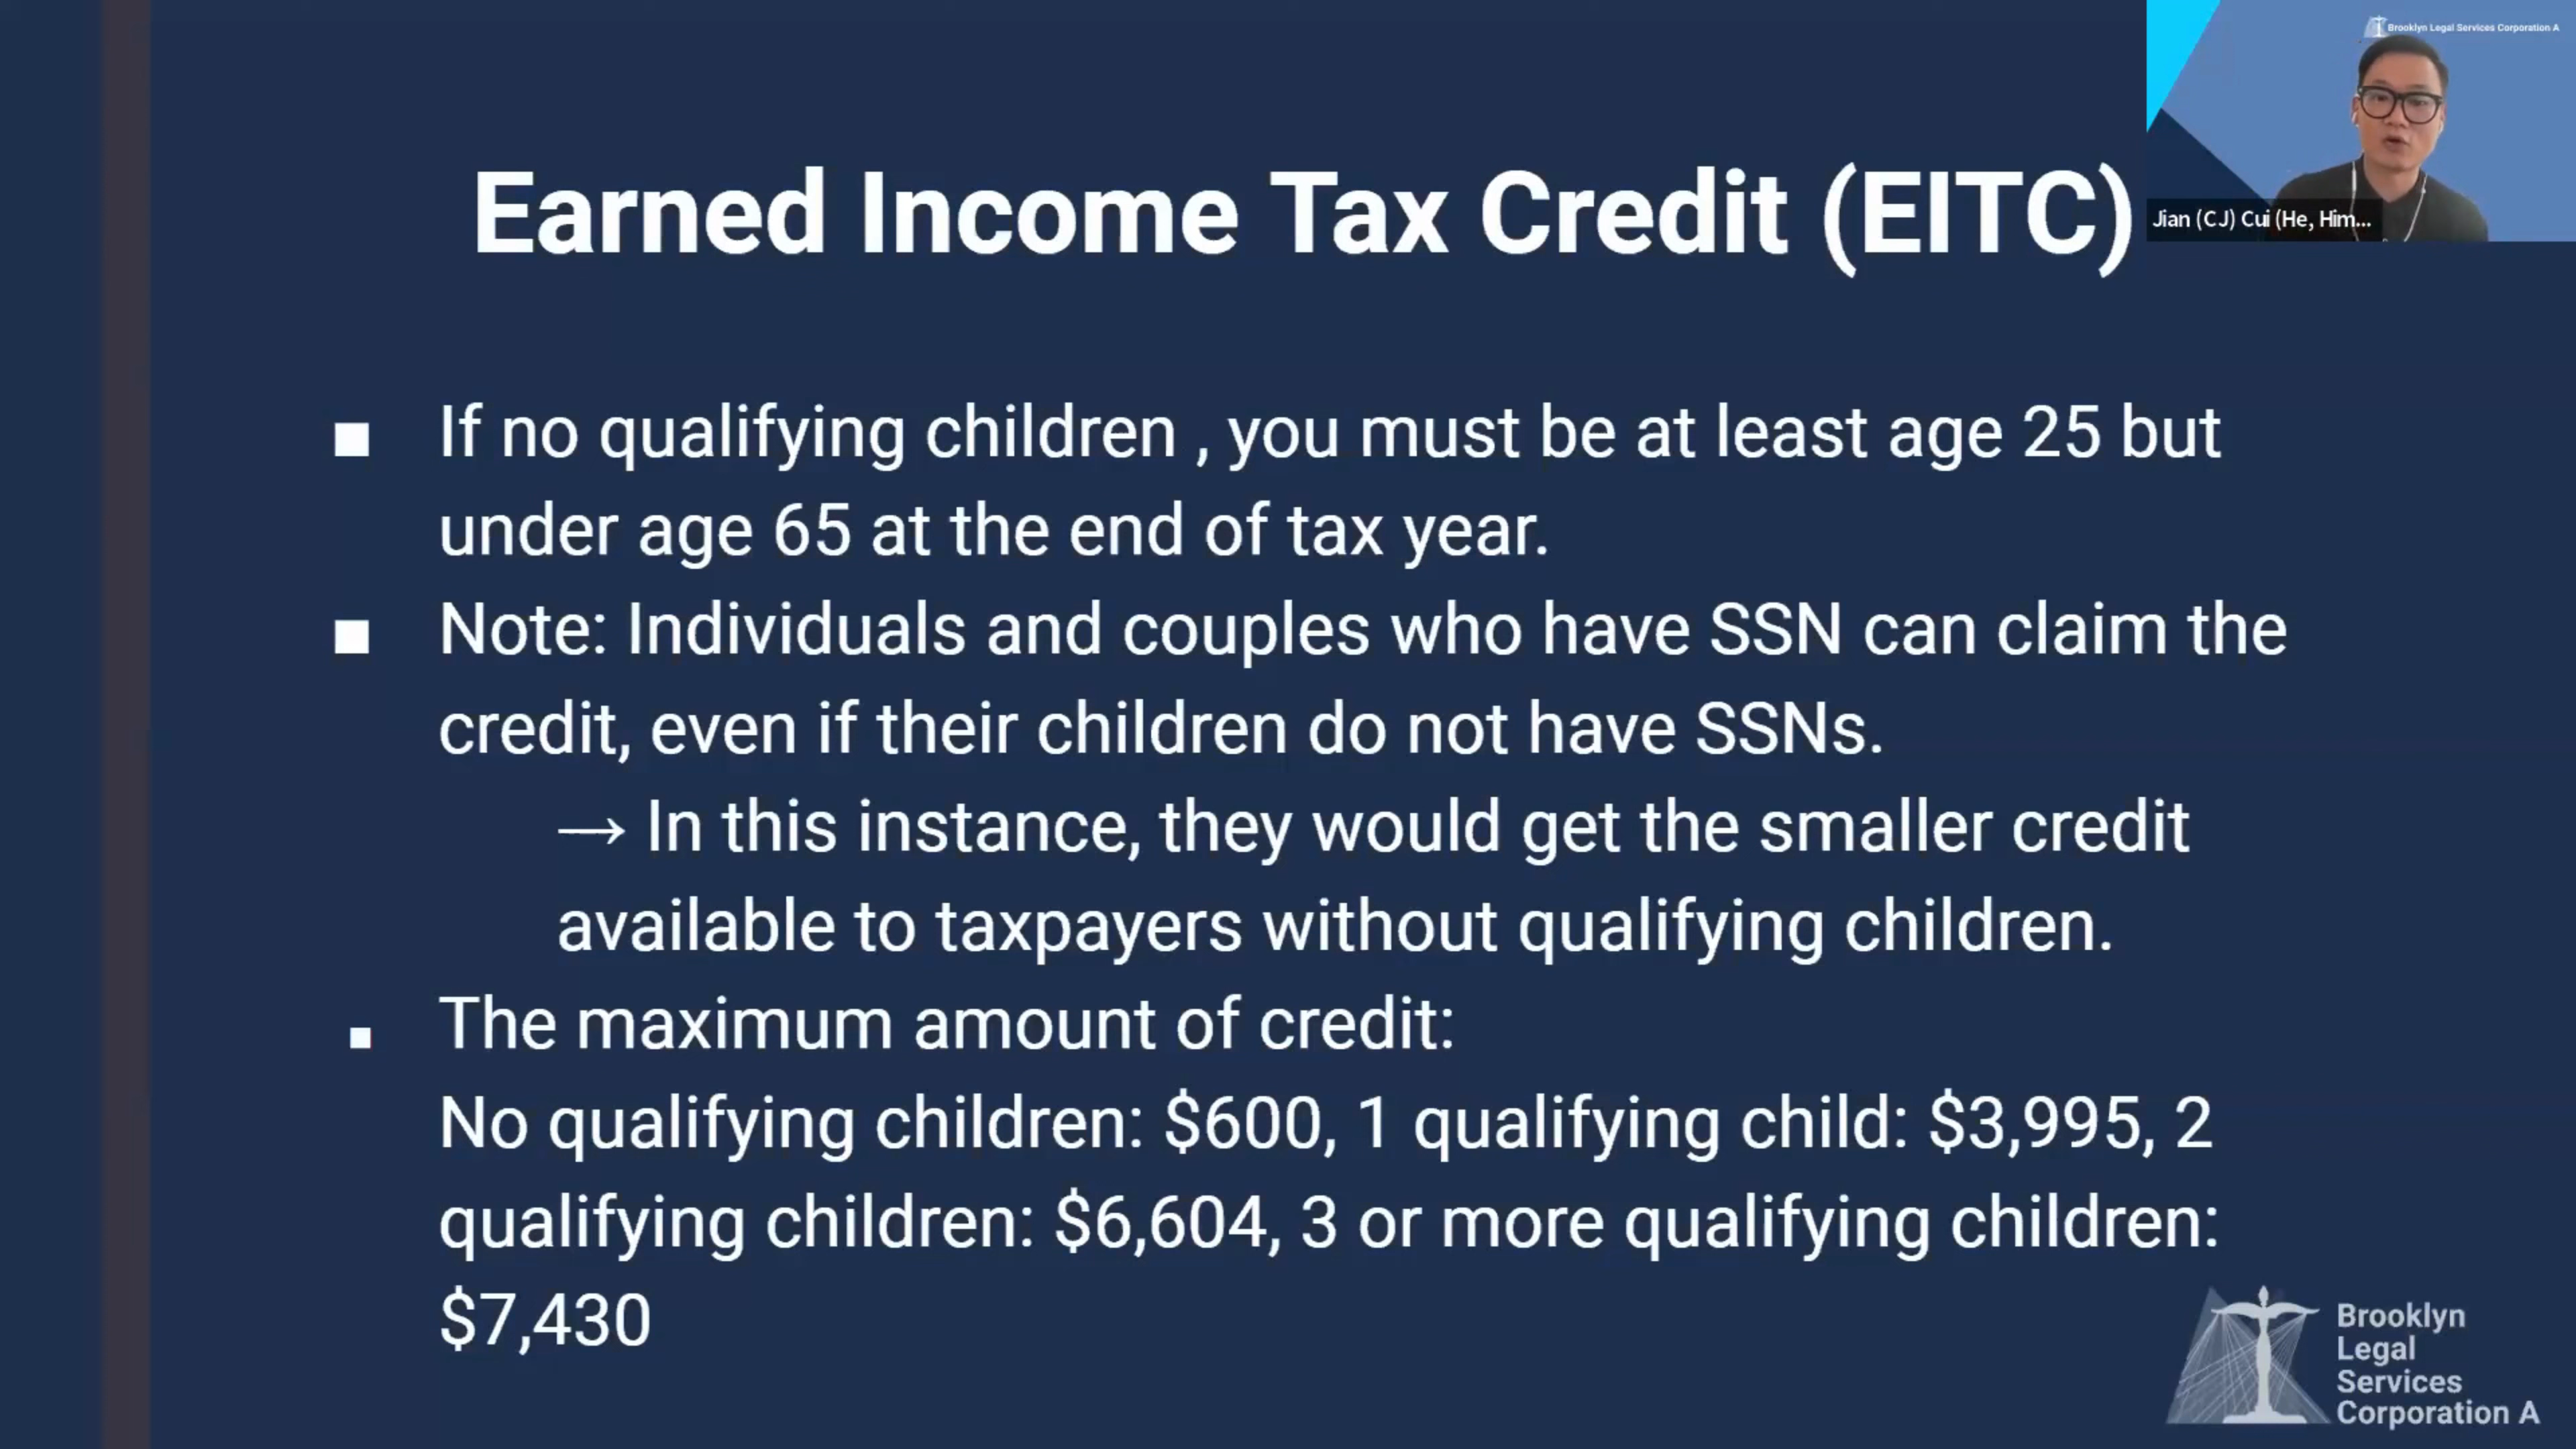 Brooklyn Legal Services Corporation A
Jian (CJ) Cui (He, Him...
Earned Income Tax Credit (EITC)
■ If no qualifying children , you must be at least age 25 but
under age 65 at the end of tax year.
■ Note: Individuals and couples who have SSN can claim the
credit, even if their children do not have SSNs.
→ In this instance, they would get the smaller credit
available to taxpayers without qualifying children.
▪ The maximum amount of credit:
No qualifying children: $600, 1 qualifying child: $3,995, 2
qualifying children: $6,604, 3 or more qualifying children:
$7,430
Brooklyn
Legal
Services
Corporation A